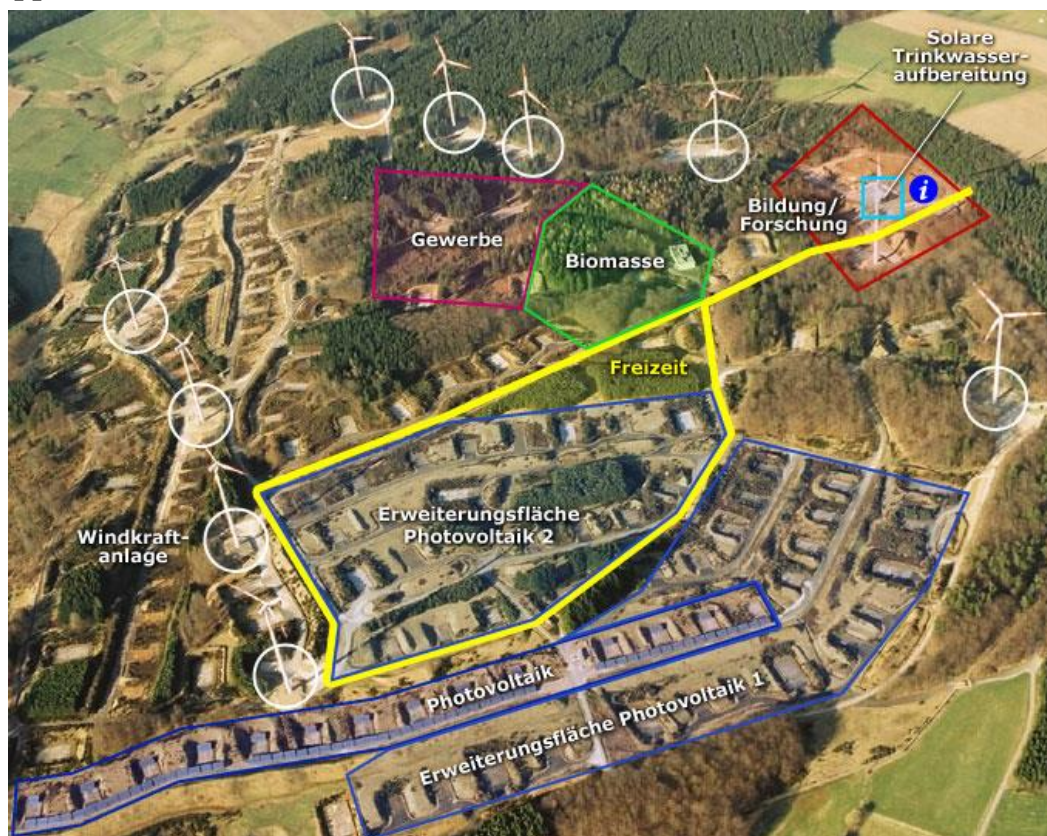 Solare
Trinkwasser-
aufbereitung
i
Bildung/
Forschung
Gewerbe
Biomasse
Freizeit
Erweiterungsfläche
Photovoltaik 2
Windkraft-
anlage
Photovoltaik
Erweiterungsfläche Photovoltaik 1